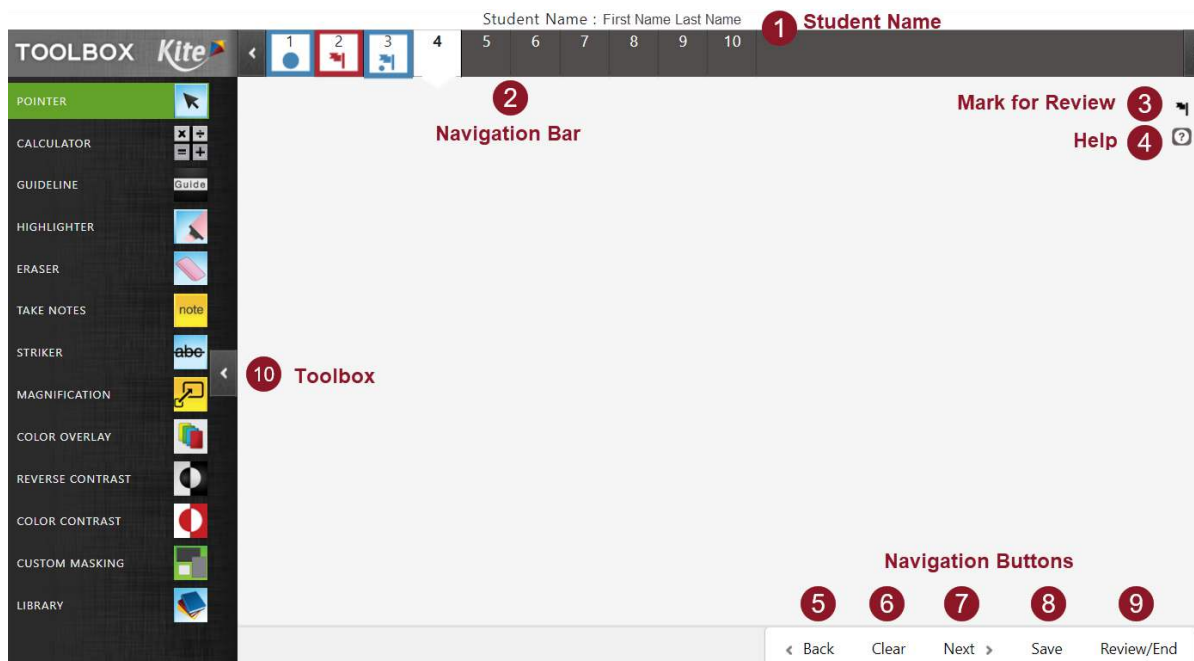 Student Name : First Name Last Name
1 Student Name
TOOLBOX Kite
1 2 3 4 5 6 7 8 9 10
2
Navigation Bar
Mark for Review 3
Help 4 ?
POINTER
CALCULATOR × ÷ = +
GUIDELINE Guide
HIGHLIGHTER
ERASER
TAKE NOTES note
STRIKER abc
MAGNIFICATION
10 Toolbox
COLOR OVERLAY
REVERSE CONTRAST
COLOR CONTRAST
CUSTOM MASKING
LIBRARY
Navigation Buttons
5 6 7 8 9
‹ Back Clear Next › Save Review/End